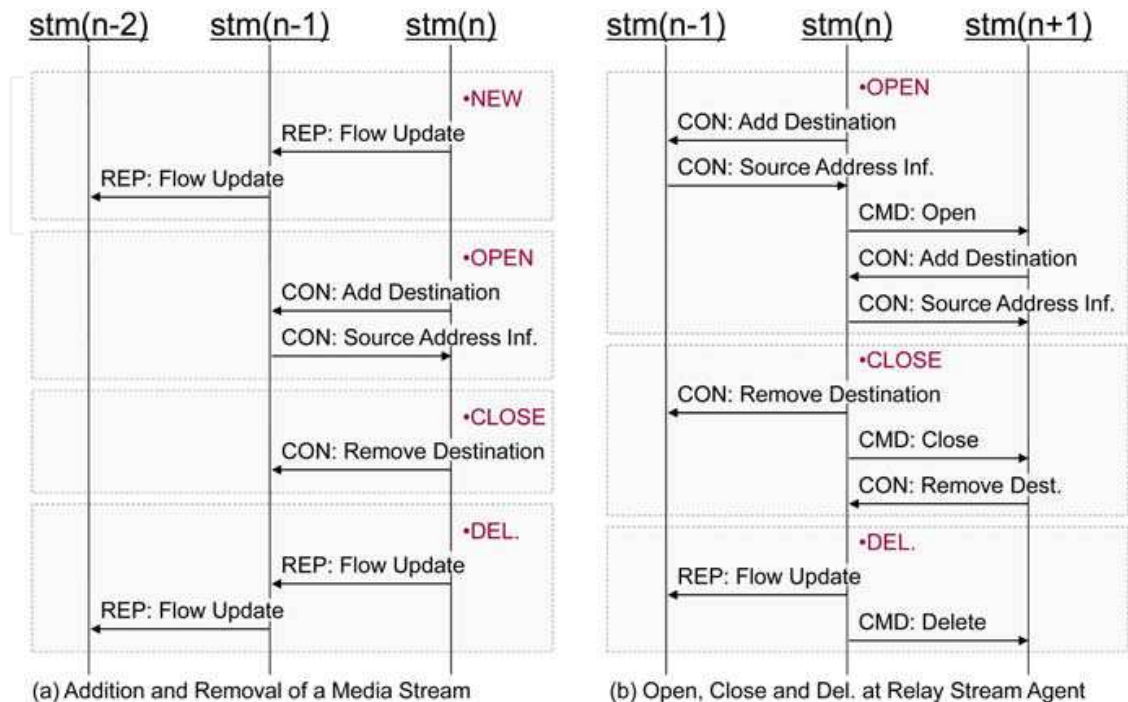 stm(n-2) stm(n-1) stm(n)
•NEW
REP: Flow Update
REP: Flow Update
•OPEN
CON: Add Destination
CON: Source Address Inf.
•CLOSE
CON: Remove Destination
•DEL.
REP: Flow Update
REP: Flow Update
(a) Addition and Removal of a Media Stream
stm(n-1) stm(n) stm(n+1)
•OPEN
CON: Add Destination
CON: Source Address Inf.
CMD: Open
CON: Add Destination
CON: Source Address Inf.
•CLOSE
CON: Remove Destination
CMD: Close
CON: Remove Dest.
•DEL.
REP: Flow Update
CMD: Delete
(b) Open, Close and Del. at Relay Stream Agent